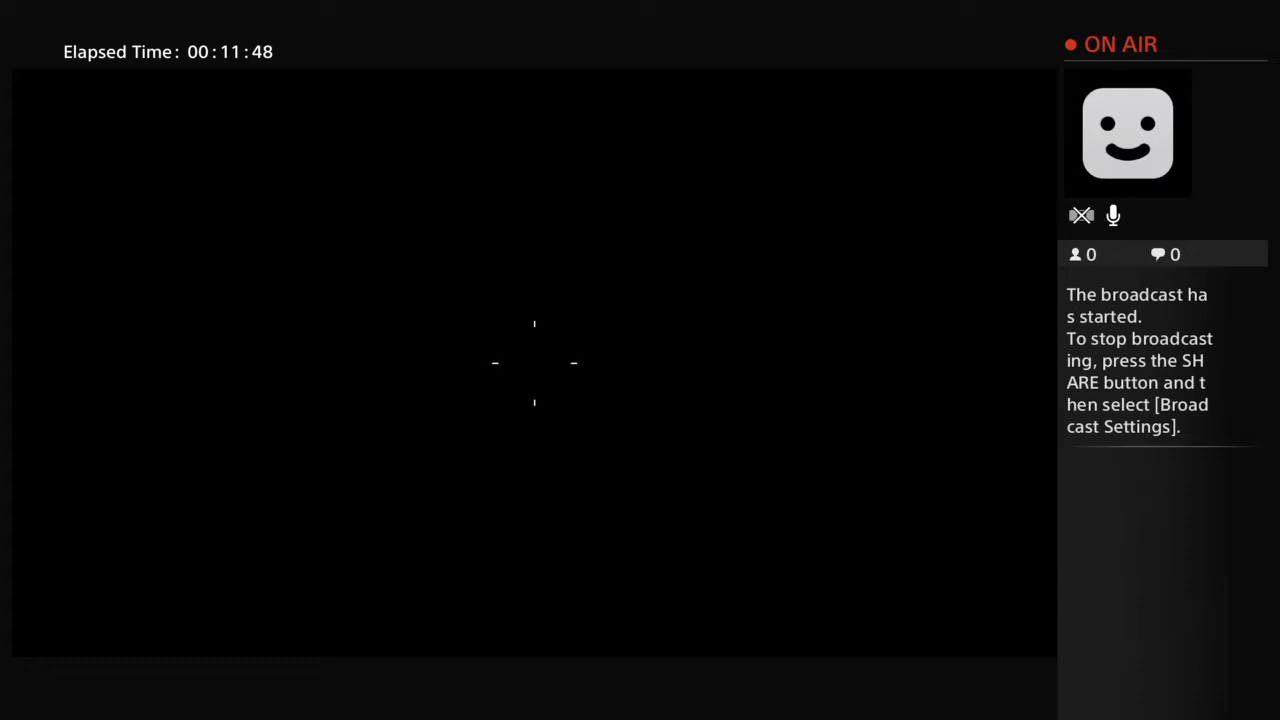 Elapsed Time: 00:11:48
ON AIR
0 0
The broadcast ha
s started.
To stop broadcast
ing, press the SH
ARE button and t
hen select [Broad
cast Settings].